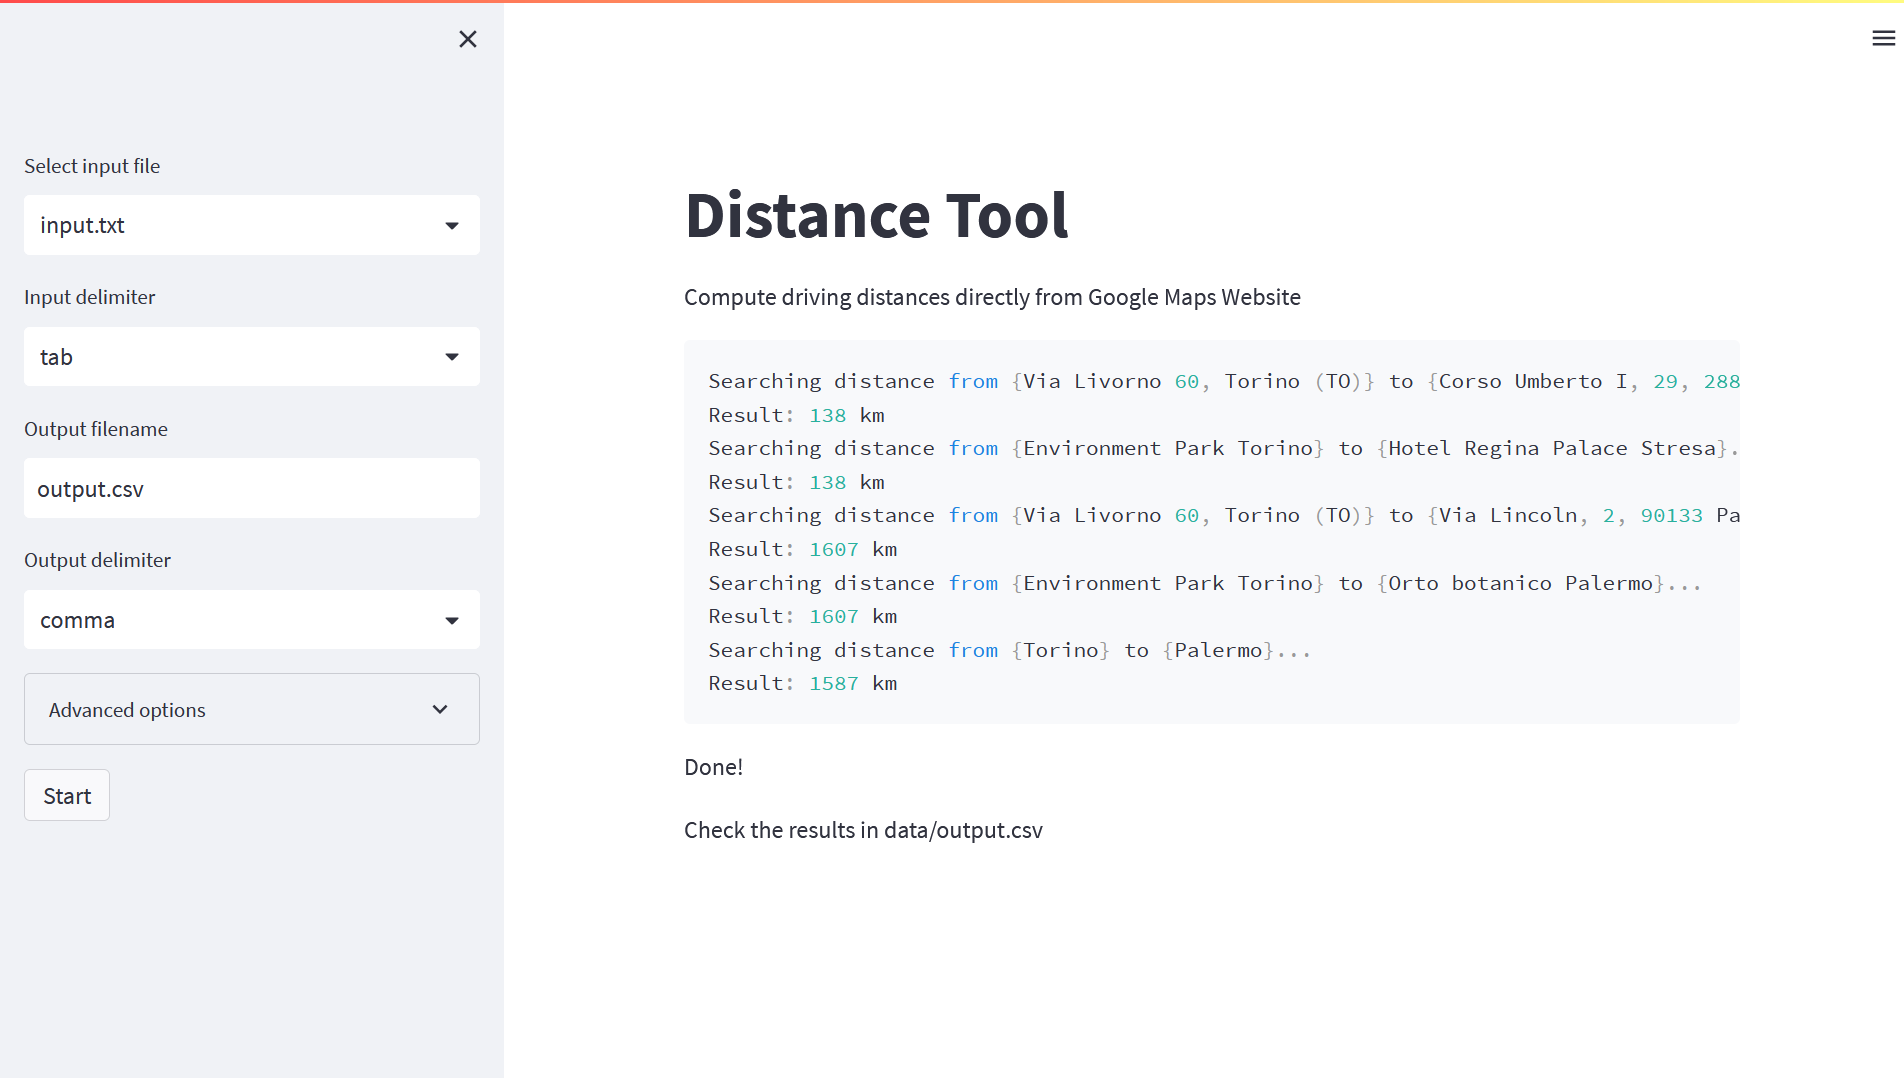 Select input file
input.txt
Input delimiter
tab
Output filename
output.csv
Output delimiter
comma
Advanced options
Start
Distance Tool
Compute driving distances directly from Google Maps Website
Searching distance from {Via Livorno 60, Torino (TO)} to {Corso Umberto I, 29, 288
Result: 138 km
Searching distance from {Environment Park Torino} to {Hotel Regina Palace Stresa}.
Result: 138 km
Searching distance from {Via Livorno 60, Torino (TO)} to {Via Lincoln, 2, 90133 Pa
Result: 1607 km
Searching distance from {Environment Park Torino} to {Orto botanico Palermo}...
Result: 1607 km
Searching distance from {Torino} to {Palermo}...
Result: 1587 km
Done!
Check the results in data/output.csv